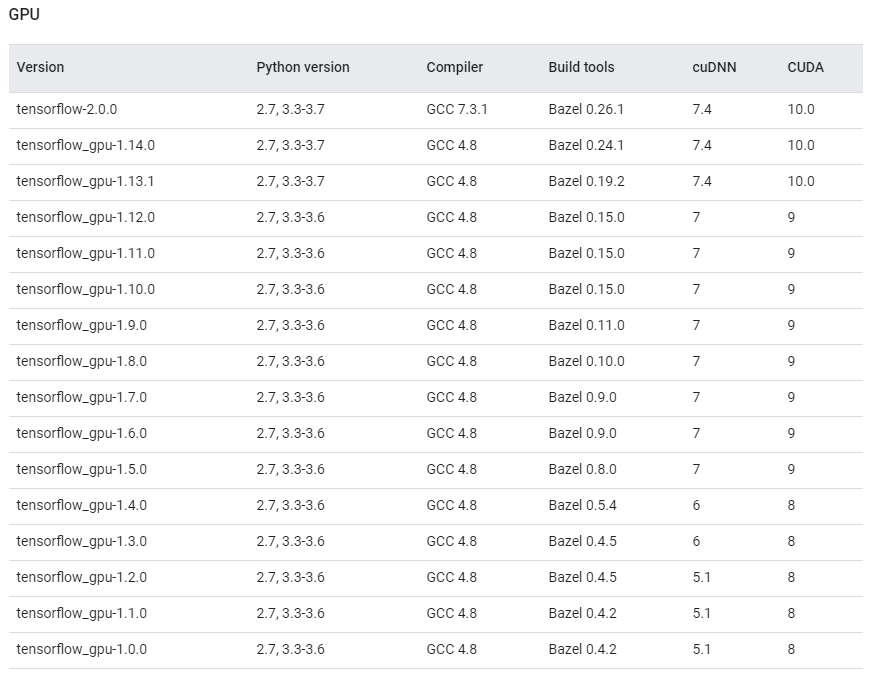 GPU
Version Python version Compiler Build tools cuDNN CUDA
tensorflow-2.0.0 2.7, 3.3-3.7 GCC 7.3.1 Bazel 0.26.1 7.4 10.0
tensorflow_gpu-1.14.0 2.7, 3.3-3.7 GCC 4.8 Bazel 0.24.1 7.4 10.0
tensorflow_gpu-1.13.1 2.7, 3.3-3.7 GCC 4.8 Bazel 0.19.2 7.4 10.0
tensorflow_gpu-1.12.0 2.7, 3.3-3.6 GCC 4.8 Bazel 0.15.0 7 9
tensorflow_gpu-1.11.0 2.7, 3.3-3.6 GCC 4.8 Bazel 0.15.0 7 9
tensorflow_gpu-1.10.0 2.7, 3.3-3.6 GCC 4.8 Bazel 0.15.0 7 9
tensorflow_gpu-1.9.0 2.7, 3.3-3.6 GCC 4.8 Bazel 0.11.0 7 9
tensorflow_gpu-1.8.0 2.7, 3.3-3.6 GCC 4.8 Bazel 0.10.0 7 9
tensorflow_gpu-1.7.0 2.7, 3.3-3.6 GCC 4.8 Bazel 0.9.0 7 9
tensorflow_gpu-1.6.0 2.7, 3.3-3.6 GCC 4.8 Bazel 0.9.0 7 9
tensorflow_gpu-1.5.0 2.7, 3.3-3.6 GCC 4.8 Bazel 0.8.0 7 9
tensorflow_gpu-1.4.0 2.7, 3.3-3.6 GCC 4.8 Bazel 0.5.4 6 8
tensorflow_gpu-1.3.0 2.7, 3.3-3.6 GCC 4.8 Bazel 0.4.5 6 8
tensorflow_gpu-1.2.0 2.7, 3.3-3.6 GCC 4.8 Bazel 0.4.5 5.1 8
tensorflow_gpu-1.1.0 2.7, 3.3-3.6 GCC 4.8 Bazel 0.4.2 5.1 8
tensorflow_gpu-1.0.0 2.7, 3.3-3.6 GCC 4.8 Bazel 0.4.2 5.1 8